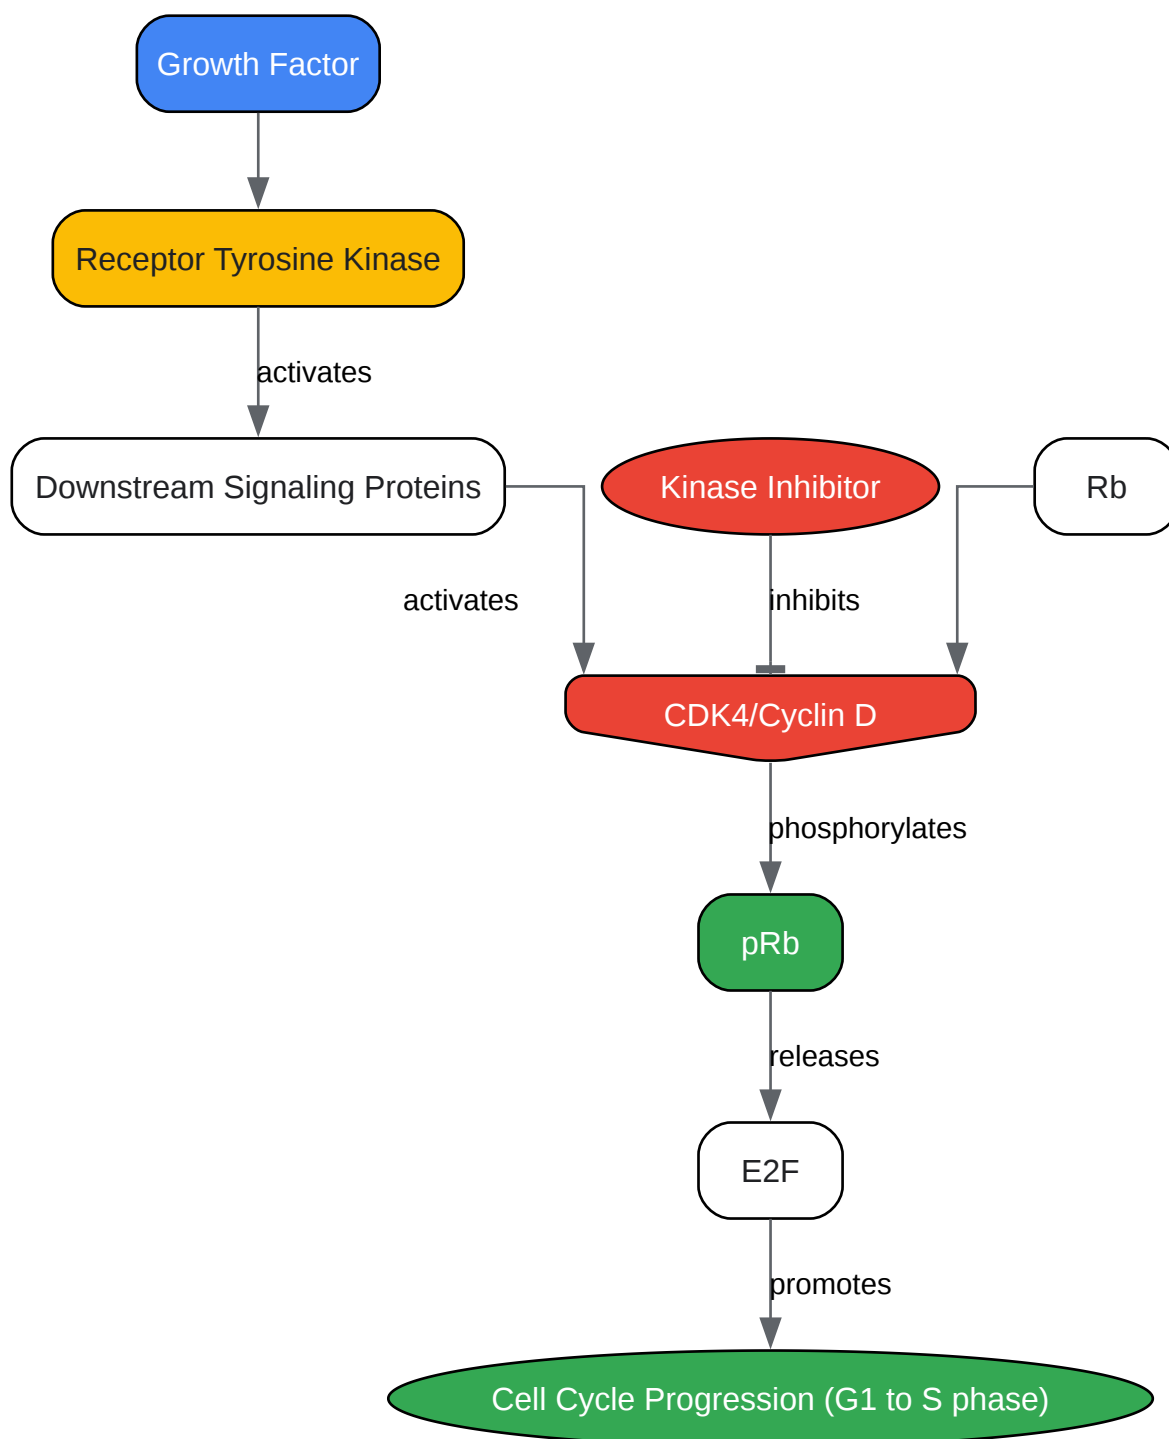 Growth Factor
Receptor Tyrosine Kinase
activates
Downstream Signaling Proteins
Kinase Inhibitor
Rb
activates
inhibits
CDK4/Cyclin D
phosphorylates
pRb
releases
E2F
promotes
Cell Cycle Progression (G1 to S phase)